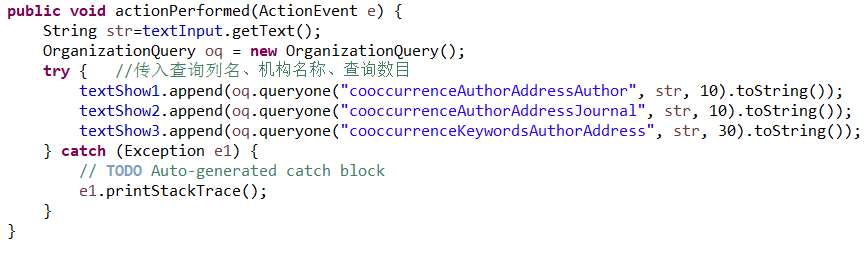 public void actionPerformed(ActionEvent e) {
    String str=textInput.getText();
    OrganizationQuery oq = new OrganizationQuery();
    try {   //传入查询列名、机构名称、查询数目
        textShow1.append(oq.queryone("cooccurrenceAuthorAddressAuthor", str, 10).toString());
        textShow2.append(oq.queryone("cooccurrenceAuthorAddressJournal", str, 10).toString());
        textShow3.append(oq.queryone("cooccurrenceKeywordsAuthorAddress", str, 30).toString());
    } catch (Exception e1) {
        // TODO Auto-generated catch block
        e1.printStackTrace();
    }
}